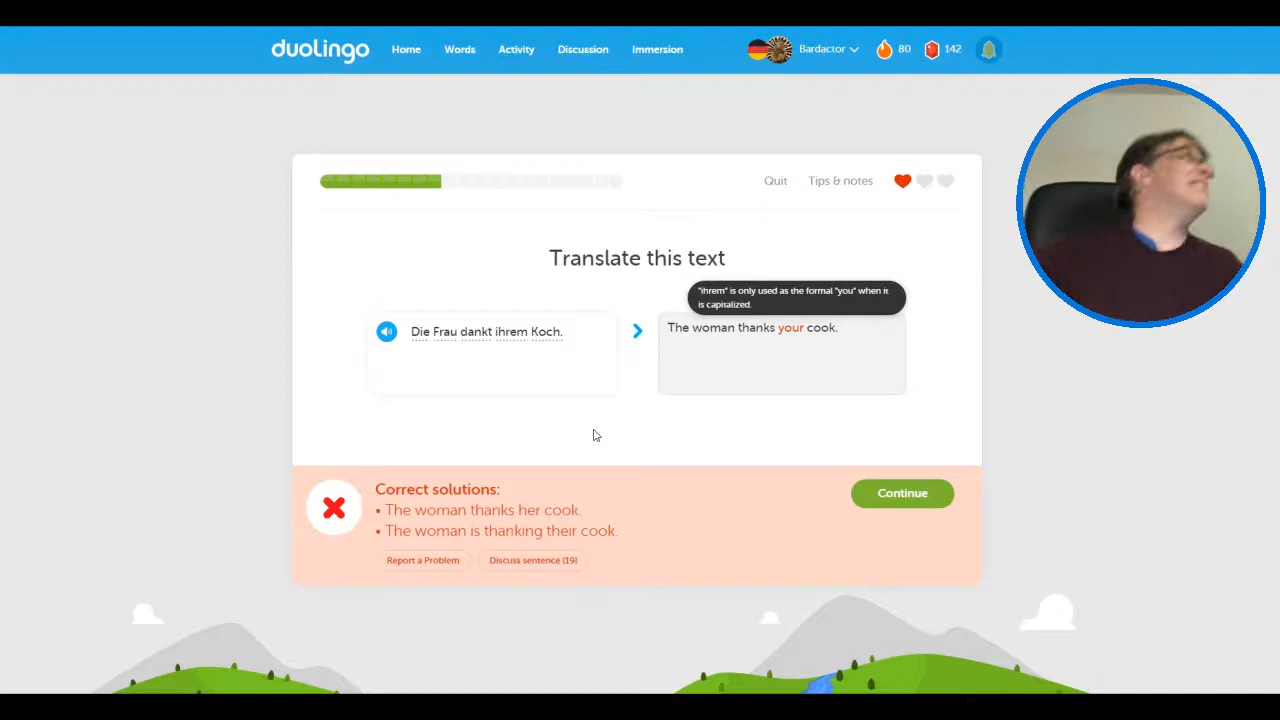 duolingo Home Words Activity Discussion Immersion Bardactor 80 142
Quit Tips & notes
Translate this text
"ihrem" is only used as the formal "you" when it
is capitalized.
Die Frau dankt ihrem Koch.
The woman thanks your cook.
Correct solutions:
• The woman thanks her cook.
• The woman is thanking their cook.
Continue
Report a Problem Discuss sentence (19)